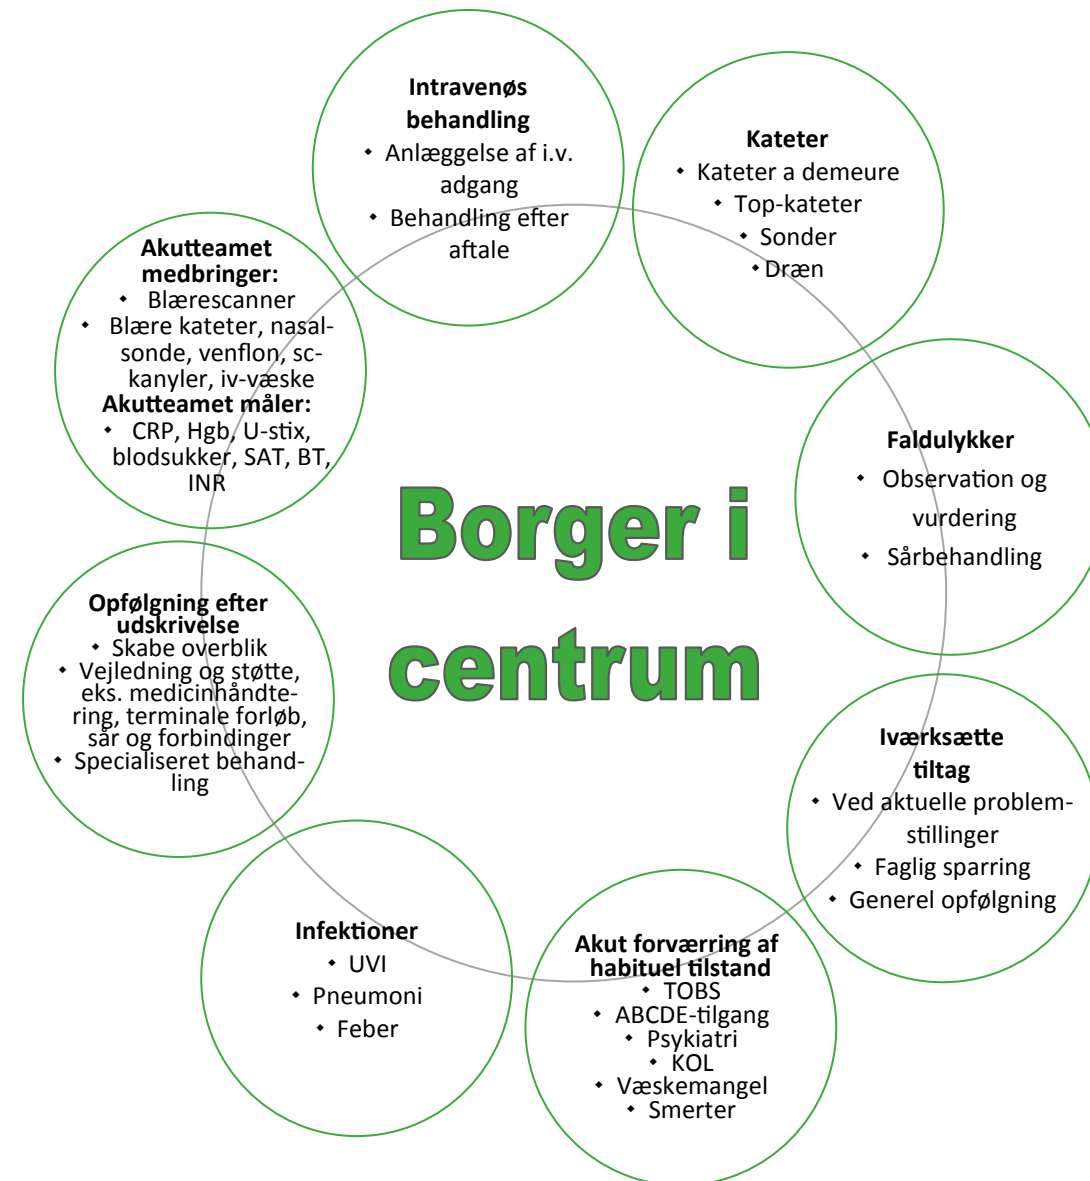 Intravenøs
behandling
• Anlæggelse af i.v.
adgang
• Behandling efter
aftale
Kateter
• Kateter a demeure
• Top-kateter
• Sonder
• Dræn
Akutteamet
medbringer:
• Blærescanner
• Blære kateter, nasal-
sonde, venflon, sc-
kanyler, iv-væske
Akutteamet måler:
• CRP, Hgb, U-stix,
blodsukker, SAT, BT,
INR
Faldulykker
• Observation og
vurdering
• Sårbehandling
Borger i
centrum
Opfølgning efter
udskrivelse
• Skabe overblik
• Vejledning og støtte,
eks. medicinhåndte-
ring, terminale forløb,
sår og forbindinger
• Specialiseret behand-
ling
Iværksætte
tiltag
• Ved aktuelle problem-
stillinger
• Faglig sparring
• Generel opfølgning
Infektioner
• UVI
• Pneumoni
• Feber
Akut forværring af
habituel tilstand
• TOBS
• ABCDE-tilgang
• Psykiatri
• KOL
• Væskemangel
• Smerter